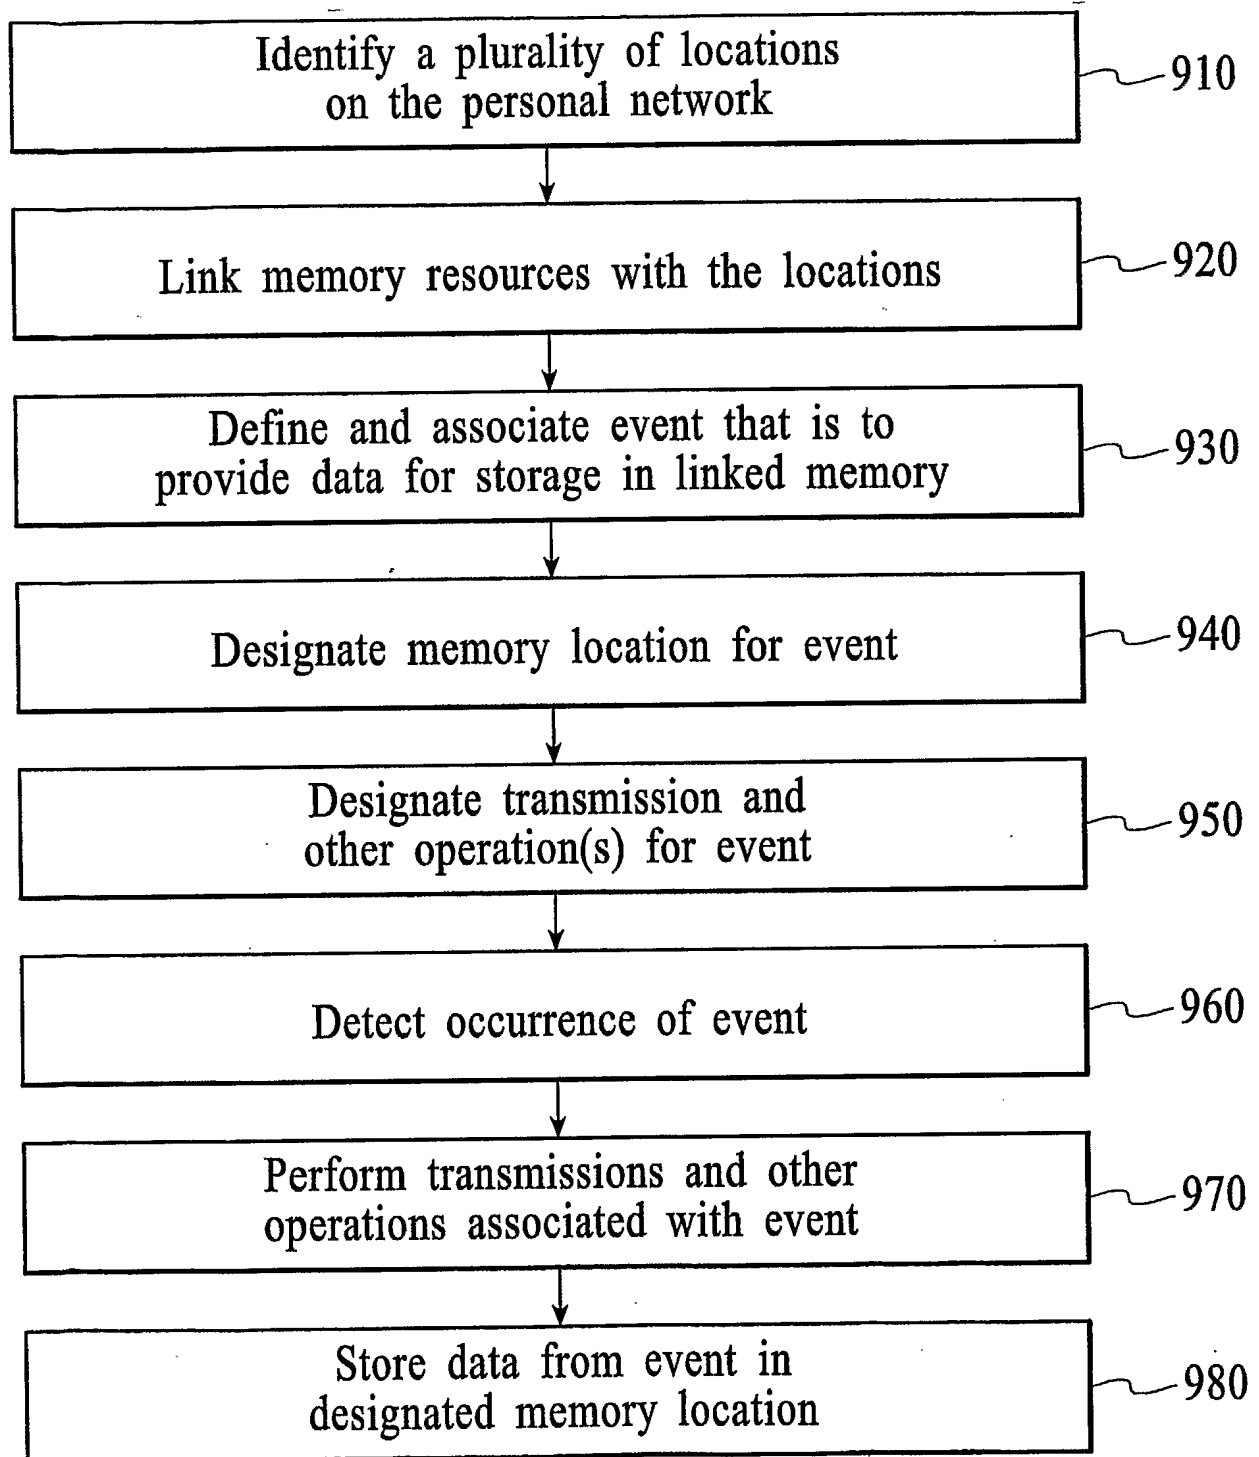 Identify a plurality of locations
on the personal network
910
Link memory resources with the locations
920
Define and associate event that is to
provide data for storage in linked memory
930
Designate memory location for event
940
Designate transmission and
other operation(s) for event
950
Detect occurrence of event
960
Perform transmissions and other
operations associated with event
970
Store data from event in
designated memory location
980